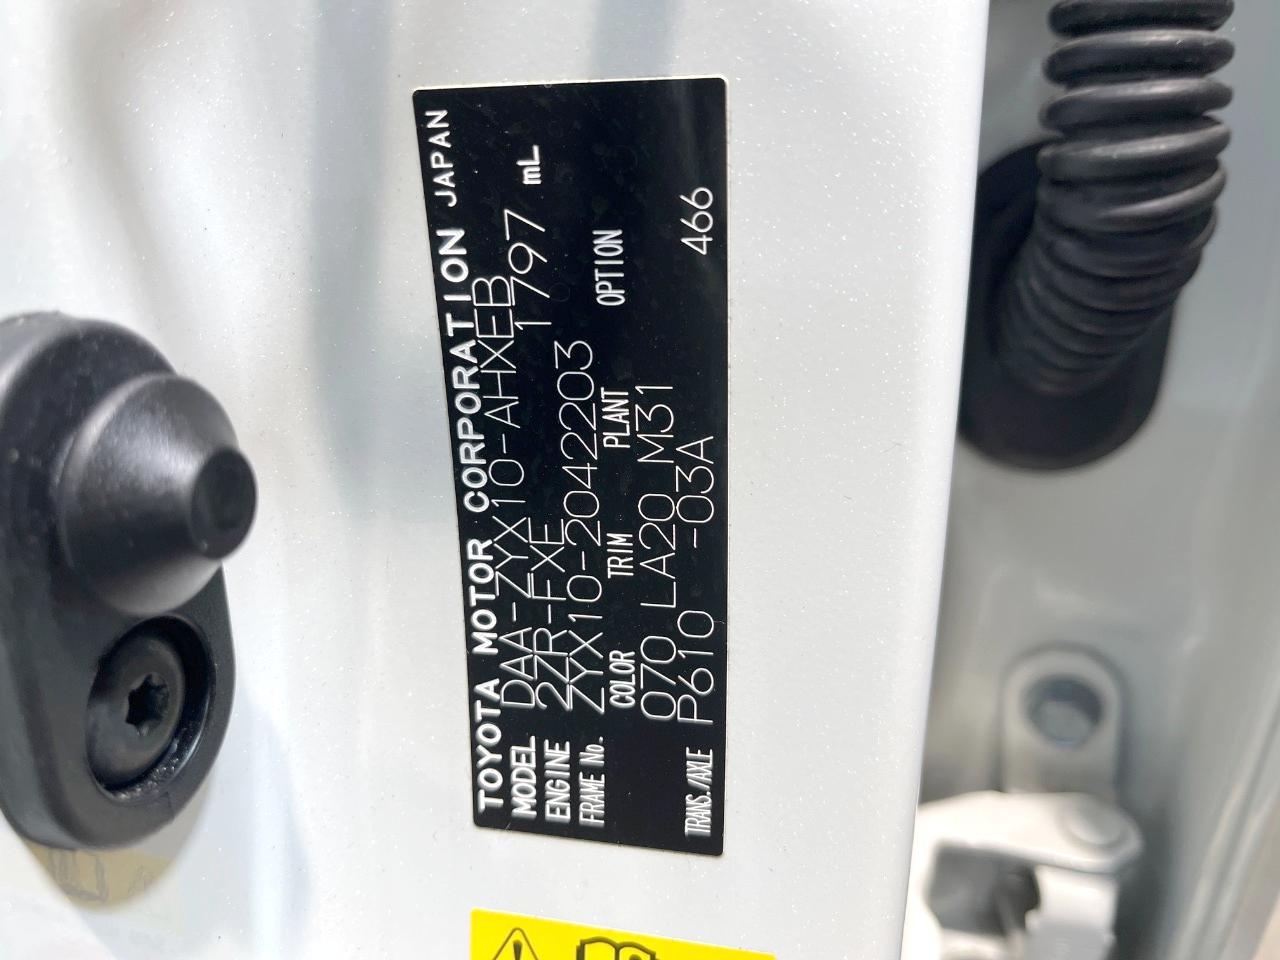 TOYOTA MOTOR CORPORATION JAPAN
MODEL DAA-ZYX10-AHXEB
ENGINE 2ZR-FXE 1797 mL
FRAME No. ZYX10-2042203
COLOR TRIM PLANT OPTION
070 LA20 M31
TRANS./AXLE P610 -03A 466